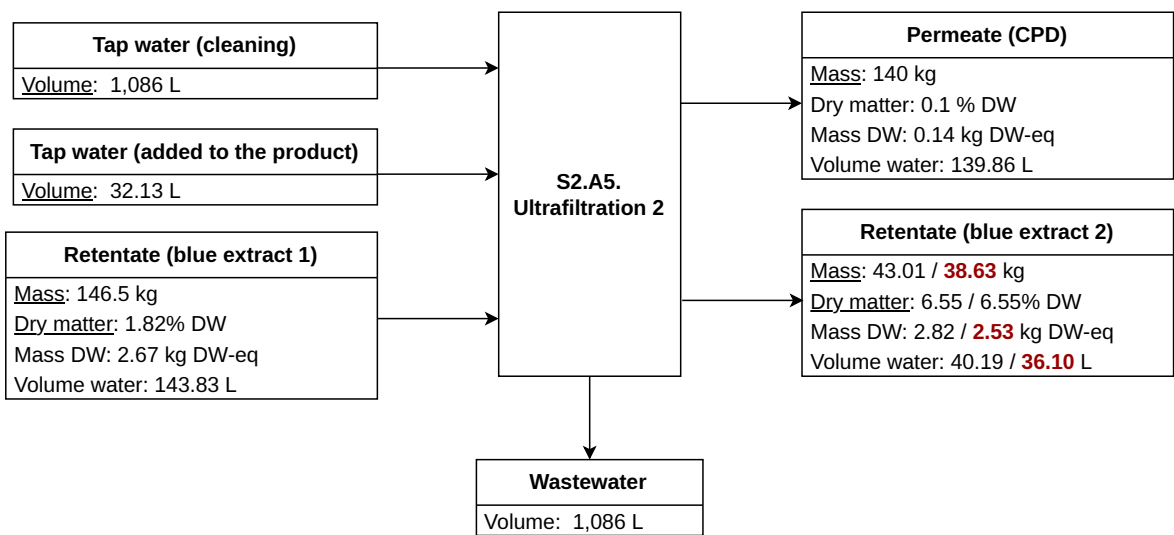 Tap water (cleaning)
Volume: 1,086 L
Tap water (added to the product)
Volume: 32.13 L
Retentate (blue extract 1)
Mass: 146.5 kg
Dry matter: 1.82% DW
Mass DW: 2.67 kg DW-eq
Volume water: 143.83 L
S2.A5.
Ultrafiltration 2
Permeate (CPD)
Mass: 140 kg
Dry matter: 0.1 % DW
Mass DW: 0.14 kg DW-eq
Volume water: 139.86 L
Retentate (blue extract 2)
Mass: 43.01 / 38.63 kg
Dry matter: 6.55 / 6.55% DW
Mass DW: 2.82 / 2.53 kg DW-eq
Volume water: 40.19 / 36.10 L
Wastewater
Volume: 1,086 L